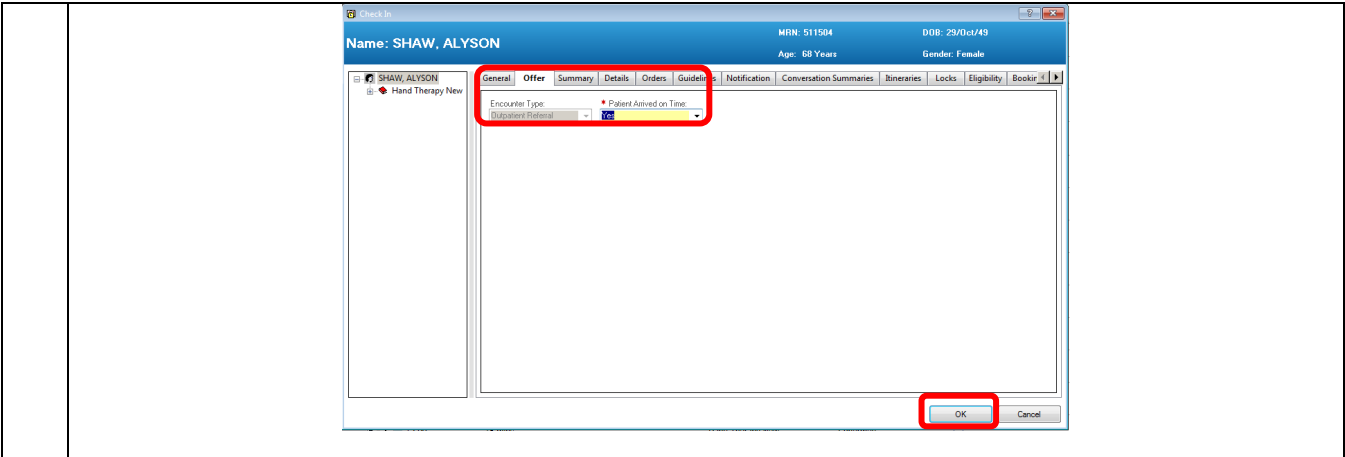 Check In
Name: SHAW, ALYSON
MRN: 511504
DOB: 29/Oct/49
Age: 68 Years
Gender: Female
SHAW, ALYSON
Hand Therapy New
General Offer Summary Details Orders Guidelines Notification Conversation Summaries Itineraries Locks Eligibility Bookin
Encounter Type:
* Patient Arrived on Time:
Outpatient Referral
Yes
OK Cancel